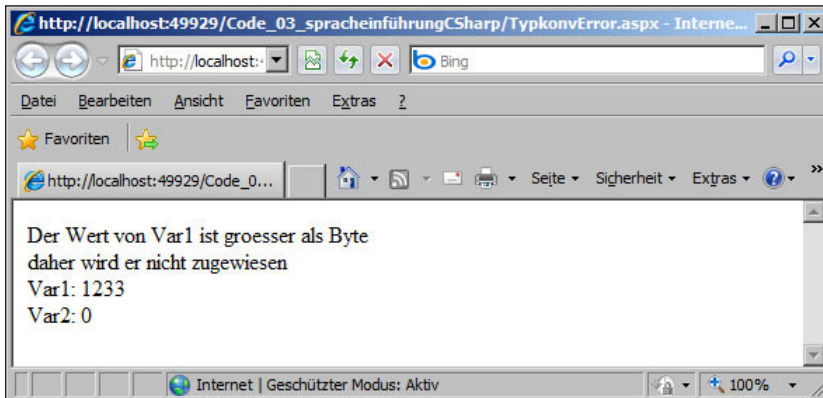 http://localhost:49929/Code_03_spracheinführungCSharp/TypkonvError.aspx - Interne...
http://localhost:
Bing
Datei Bearbeiten Ansicht Favoriten Extras ?
Favoriten
http://localhost:49929/Code_0... Seite Sicherheit Extras »
Der Wert von Var1 ist groesser als Byte
daher wird er nicht zugewiesen
Var1: 1233
Var2: 0
Internet | Geschützter Modus: Aktiv 100%